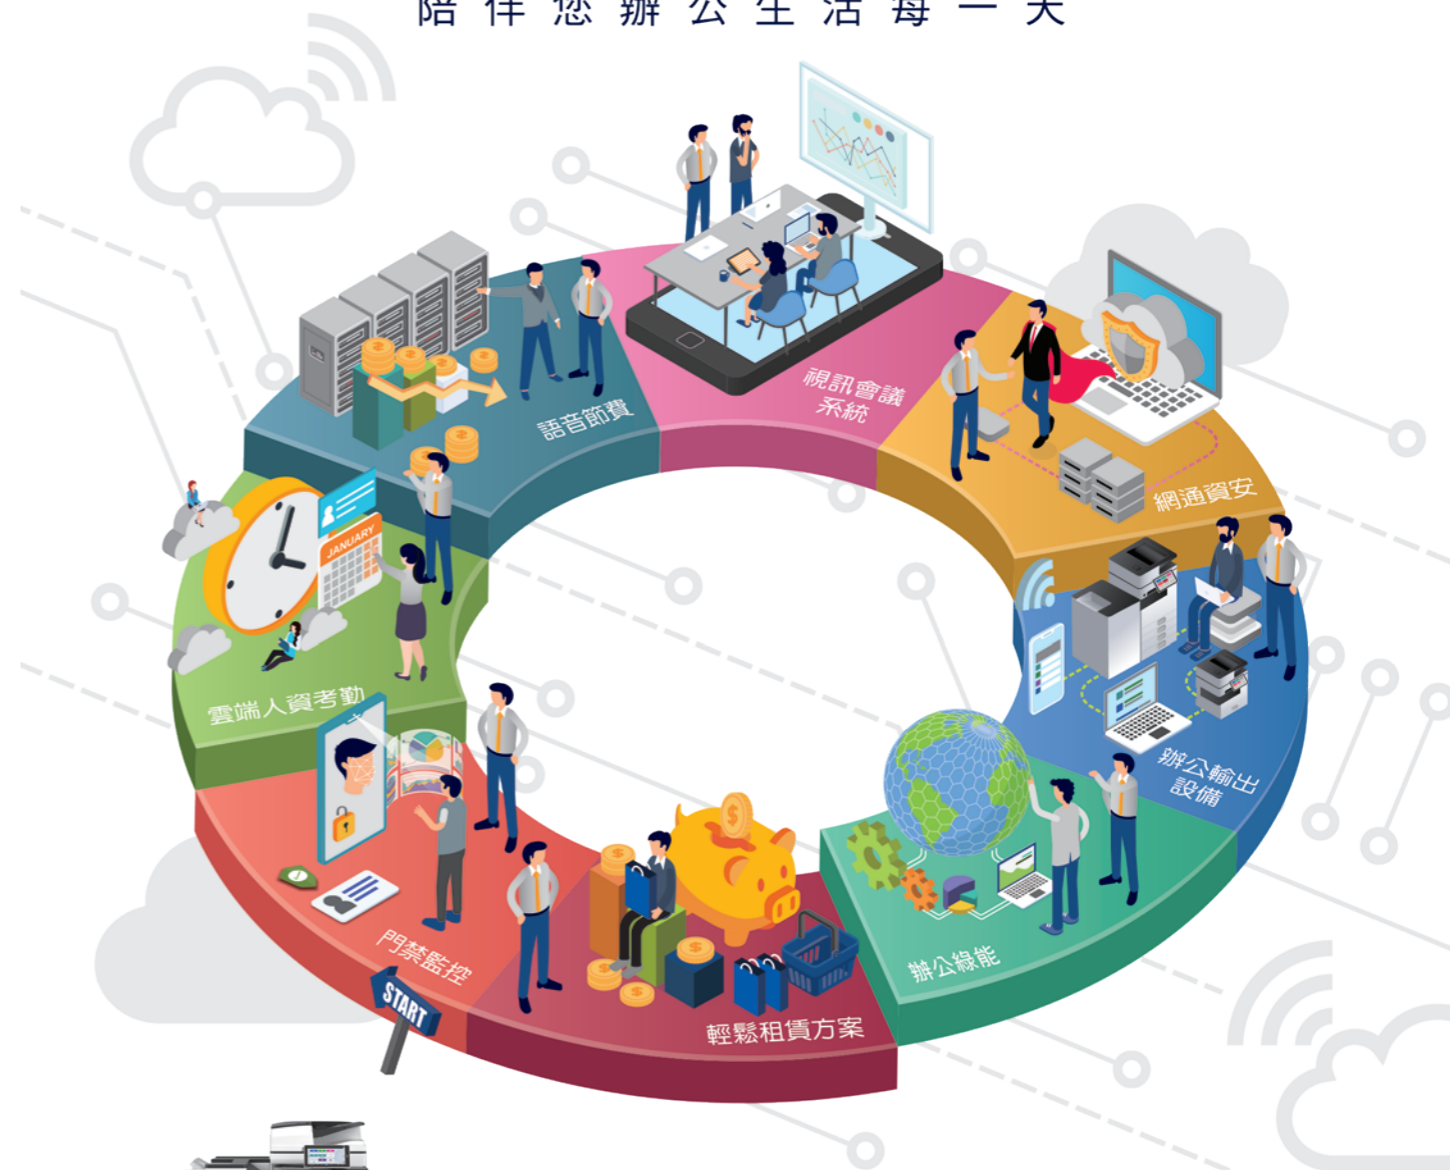 陪伴您辦公生活每一天
視訊會議
系統
語音節費
網通資安
JANUARY
雲端人資考勤
辦公輸出
設備
門禁監控
辦公綠能
START
輕鬆租賃方案